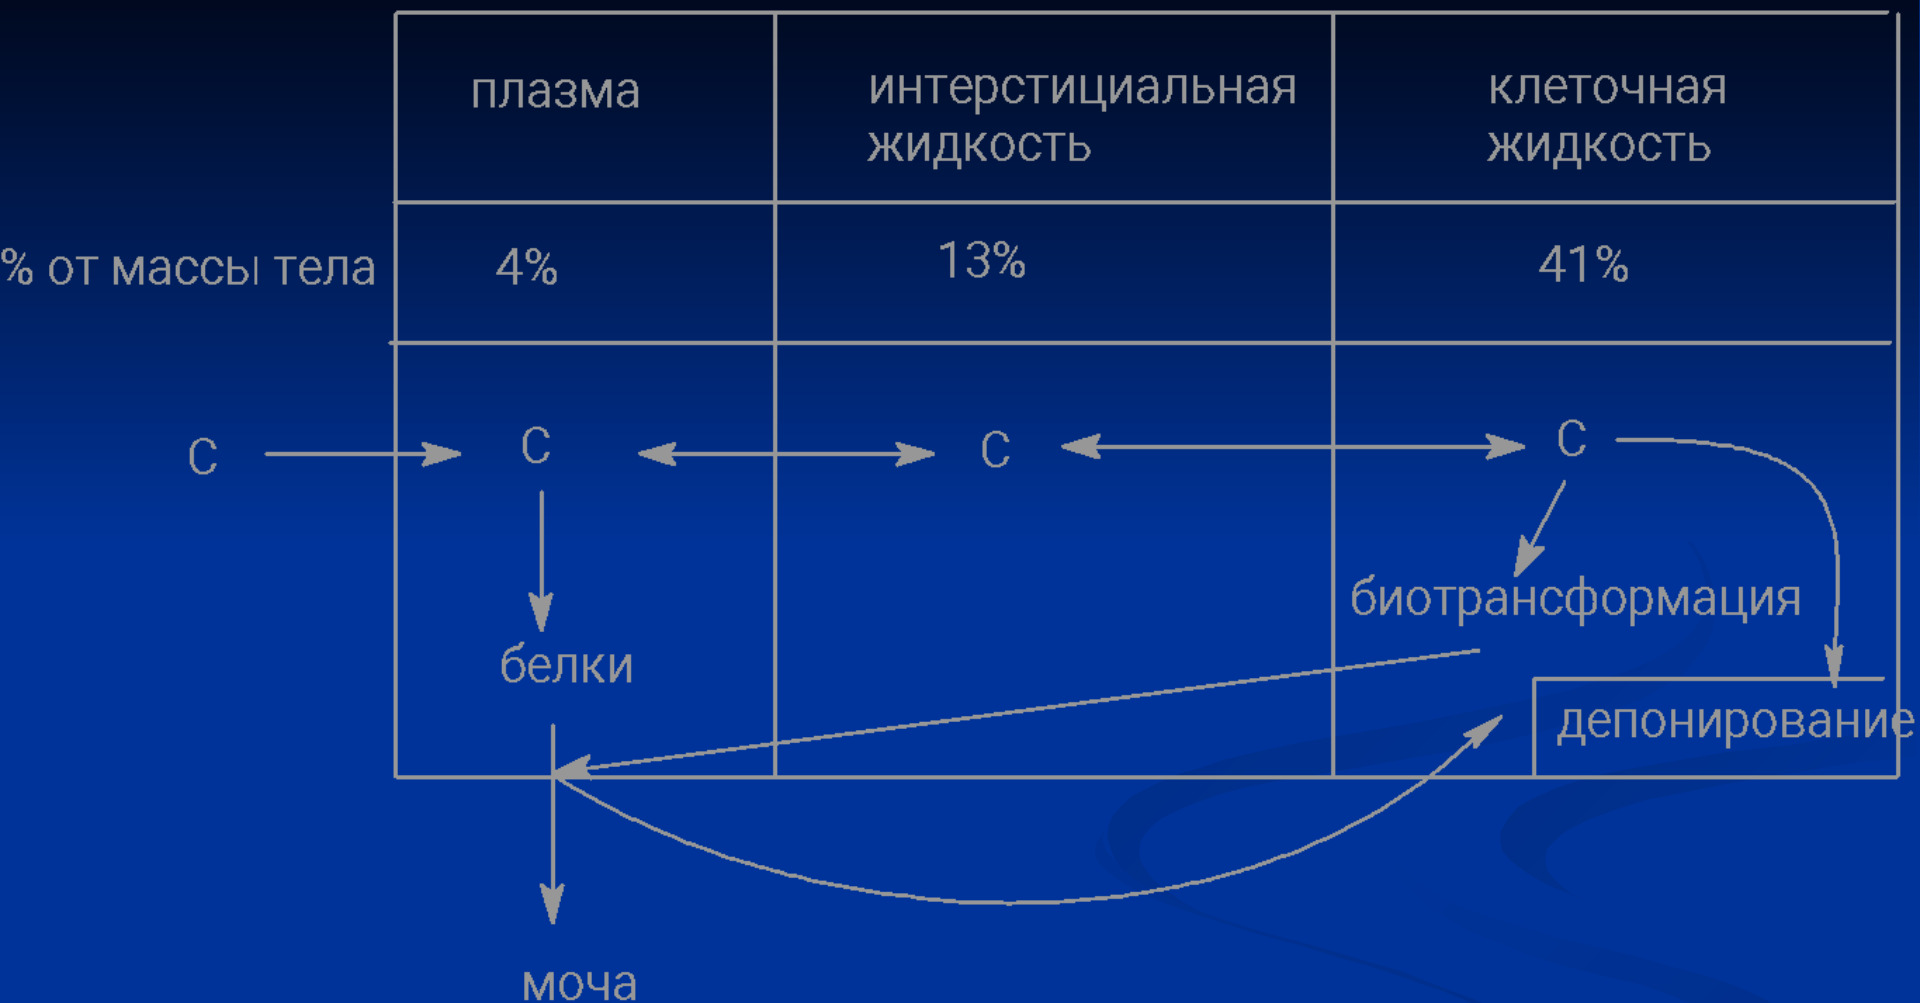 плазма
интерстициальная
жидкость
клеточная
жидкость
% от массы тела
4%
13%
41%
С
С
С
С
биотрансформация
белки
депонирование
моча